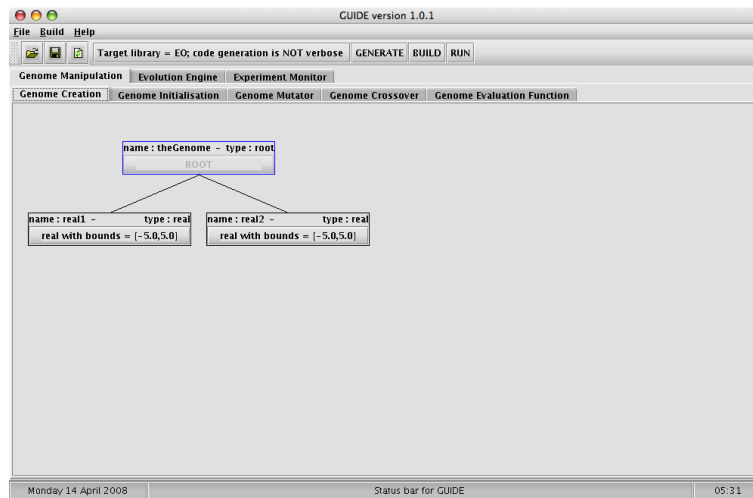 GUIDE version 1.0.1
File Build Help
Target library = EO; code generation is NOT verbose GENERATE BUILD RUN
Genome Manipulation Evolution Engine Experiment Monitor
Genome Creation Genome Initialisation Genome Mutator Genome Crossover Genome Evaluation Function
name : theGenome - type : root
ROOT
name : real1 - type : real name : real2 - type : real
real with bounds = [-5.0,5.0] real with bounds = [-5.0,5.0]
Monday 14 April 2008 Status bar for GUIDE 05:31